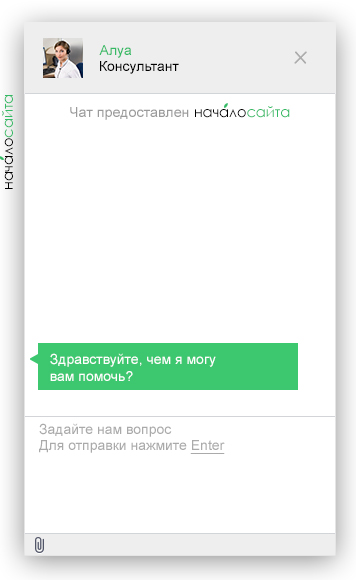 Алуа
Консультант
Чат предоставлен началосайта
началосайта
Здравствуйте, чем я могу
вам помочь?
Задайте нам вопрос
Для отправки нажмите Enter